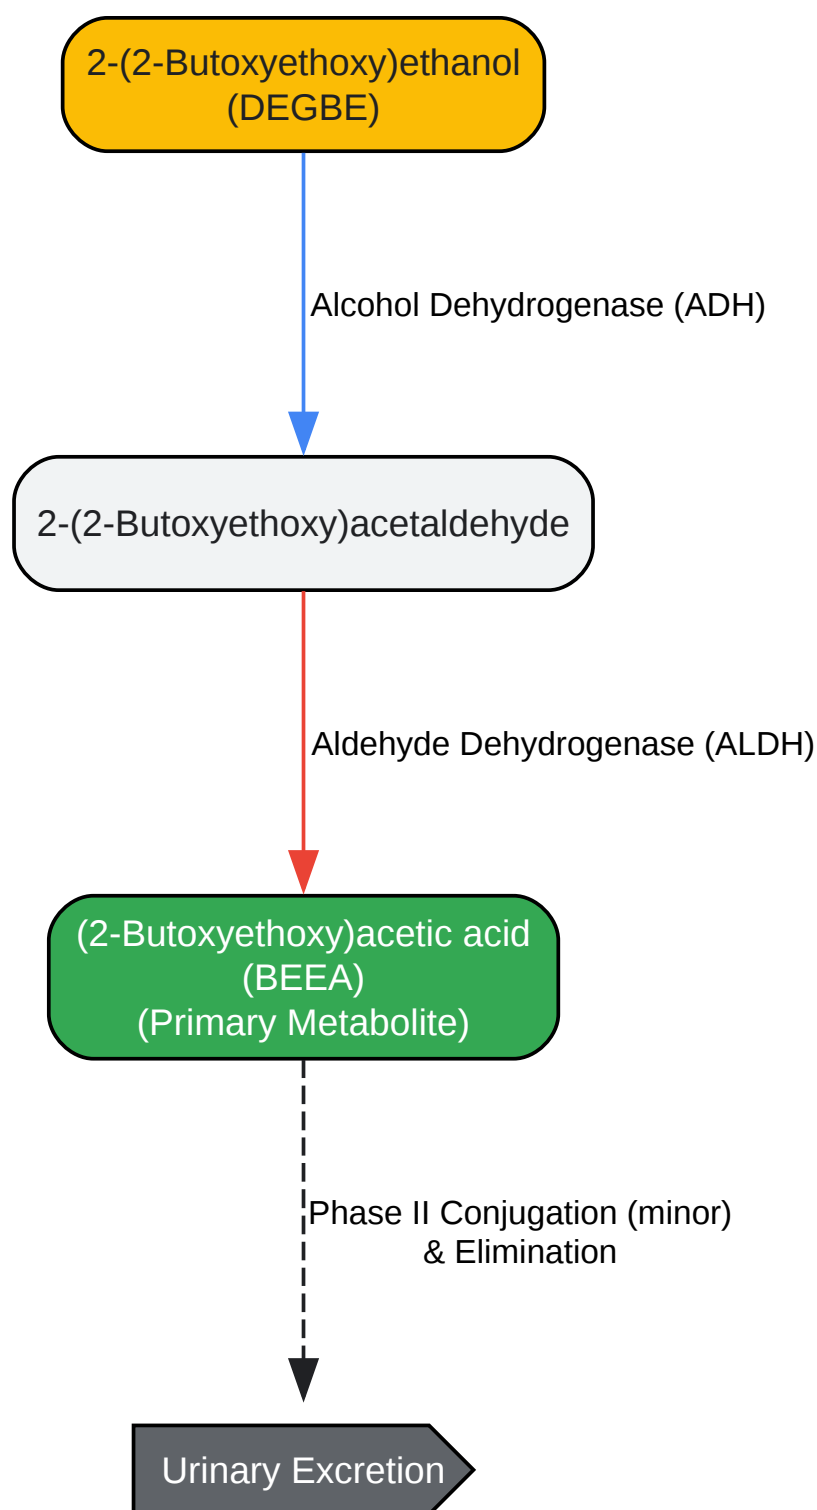 2-(2-Butoxyethoxy)ethanol
(DEGBE)
Alcohol Dehydrogenase (ADH)
2-(2-Butoxyethoxy)acetaldehyde
Aldehyde Dehydrogenase (ALDH)
(2-Butoxyethoxy)acetic acid
(BEEA)
(Primary Metabolite)
Phase II Conjugation (minor)
& Elimination
Urinary Excretion